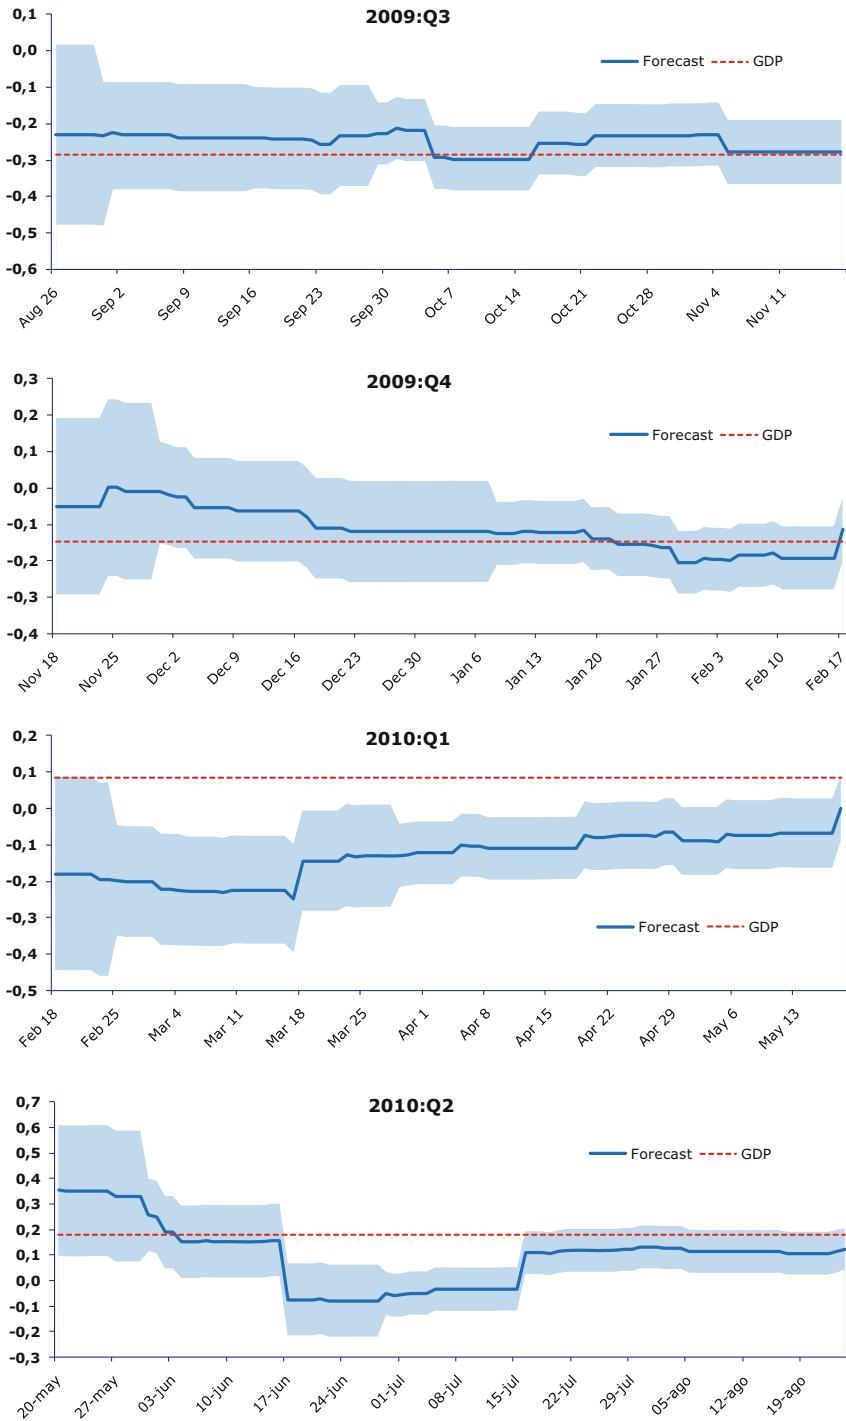 2009:Q3
0,1
0,0
-0,1
-0,2
-0,3
-0,4
-0,5
-0,6
Forecast GDP
Aug 26 Sep 2 Sep 9 Sep 16 Sep 23 Sep 30 Oct 7 Oct 14 Oct 21 Oct 28 Nov 4 Nov 11
2009:Q4
0,3
0,2
0,1
0,0
-0,1
-0,2
-0,3
-0,4
Forecast GDP
Nov 18 Nov 25 Dec 2 Dec 9 Dec 16 Dec 23 Dec 30 Jan 6 Jan 13 Jan 20 Jan 27 Feb 3 Feb 10 Feb 17
2010:Q1
0,2
0,1
0,0
-0,1
-0,2
-0,3
-0,4
-0,5
Forecast GDP
Feb 18 Feb 25 Mar 4 Mar 11 Mar 18 Mar 25 Apr 1 Apr 8 Apr 15 Apr 22 Apr 29 May 6 May 13
2010:Q2
0,7
0,6
0,5
0,4
0,3
0,2
0,1
0,0
-0,1
-0,2
-0,3
Forecast GDP
20-may 27-may 03-jun 10-jun 17-jun 24-jun 01-jul 08-jul 15-jul 22-jul 29-jul 05-ago 12-ago 19-ago